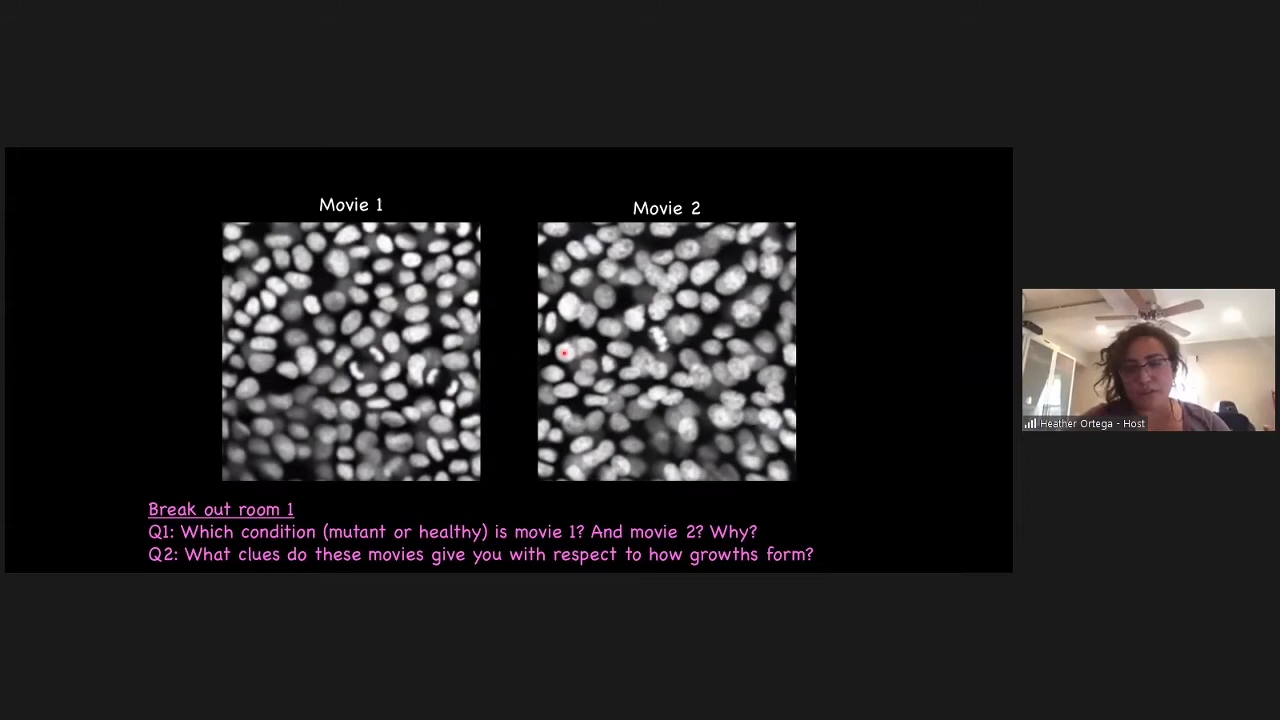 Movie 1
Movie 2
Break out room 1
Q1: Which condition (mutant or healthy) is movie 1? And movie 2? Why?
Q2: What clues do these movies give you with respect to how growths form?
Heather Ortega - Host